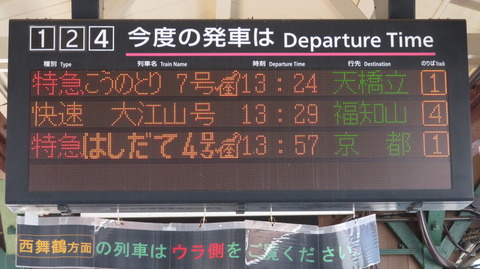 1 2 4 今度の発車は Departure Time
種別 Type 列車名 Train Name 時刻 Departure Time 行先 Destination のりば Track
特急 こうのとり 7号 13:24 天橋立 1
快速 大江山号 13:29 福知山 4
特急 はしだて 4号 13:57 京都 1
西舞鶴方面の列車はウラ側をご覧ください